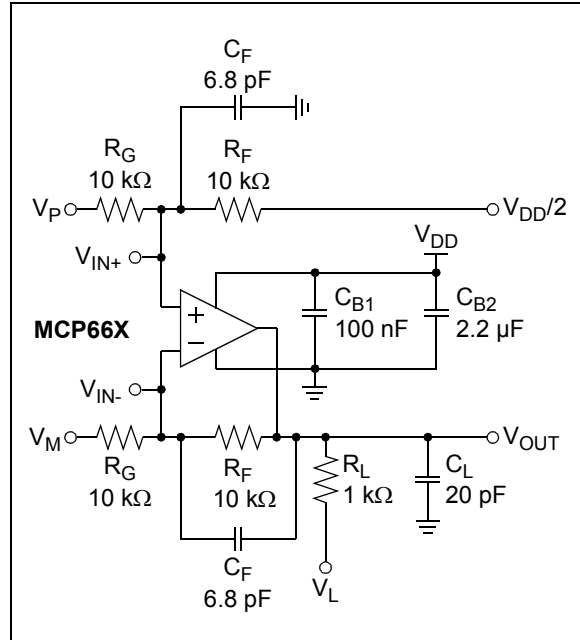 C_F
6.8 pF
R_G
10 kΩ
R_F
10 kΩ
V_P
V_DD/2
V_IN+
V_DD
MCP66X
+
−
C_B1
100 nF
C_B2
2.2 µF
V_IN-
V_M
V_OUT
R_G
10 kΩ
R_F
10 kΩ
R_L
1 kΩ
C_L
20 pF
C_F
6.8 pF
V_L